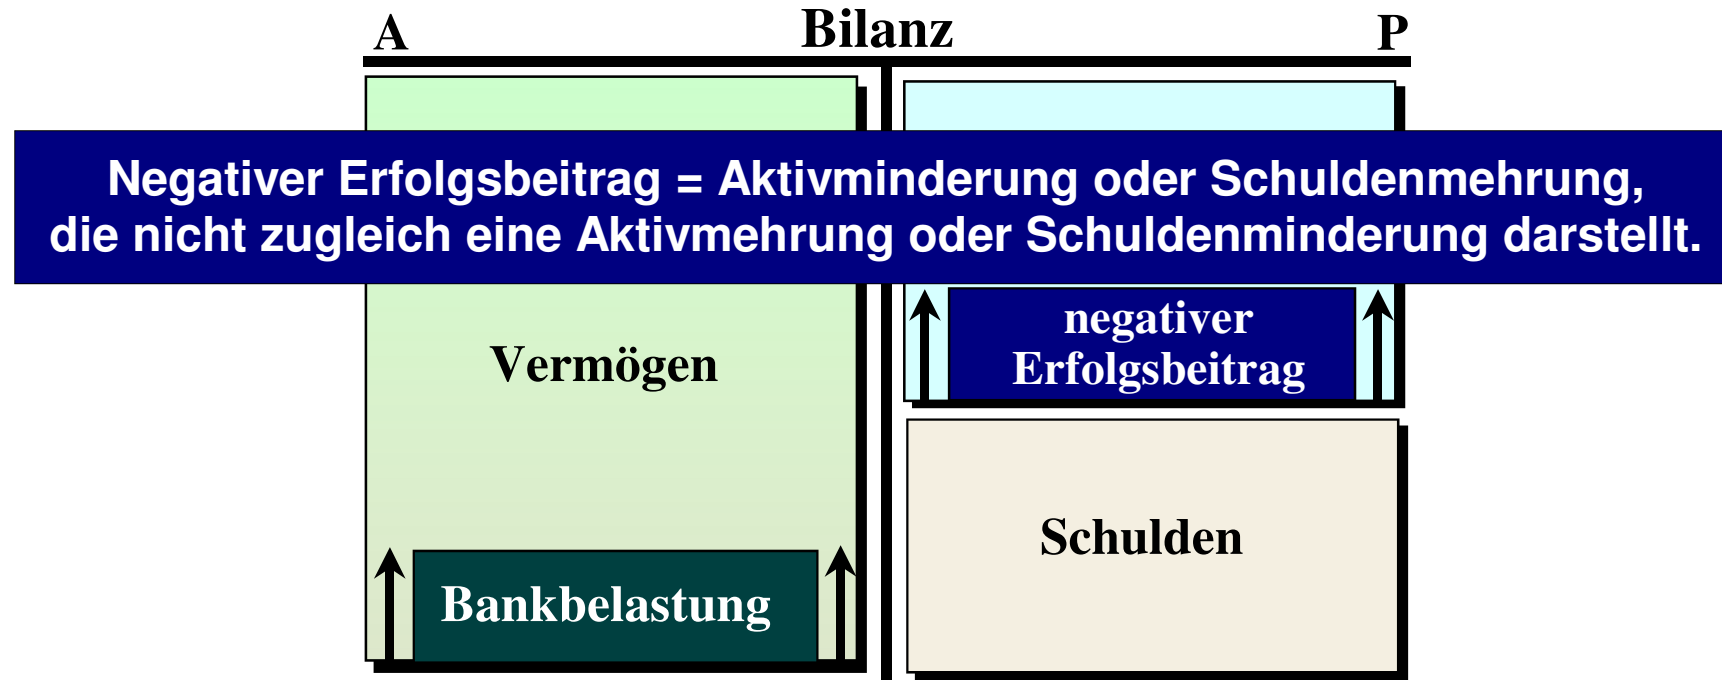 A
Bilanz
P
Negativer Erfolgsbeitrag = Aktivminderung oder Schuldenmehrung,
die nicht zugleich eine Aktivmehrung oder Schuldenminderung darstellt.
negativer
Erfolgsbeitrag
Vermögen
Schulden
Bankbelastung